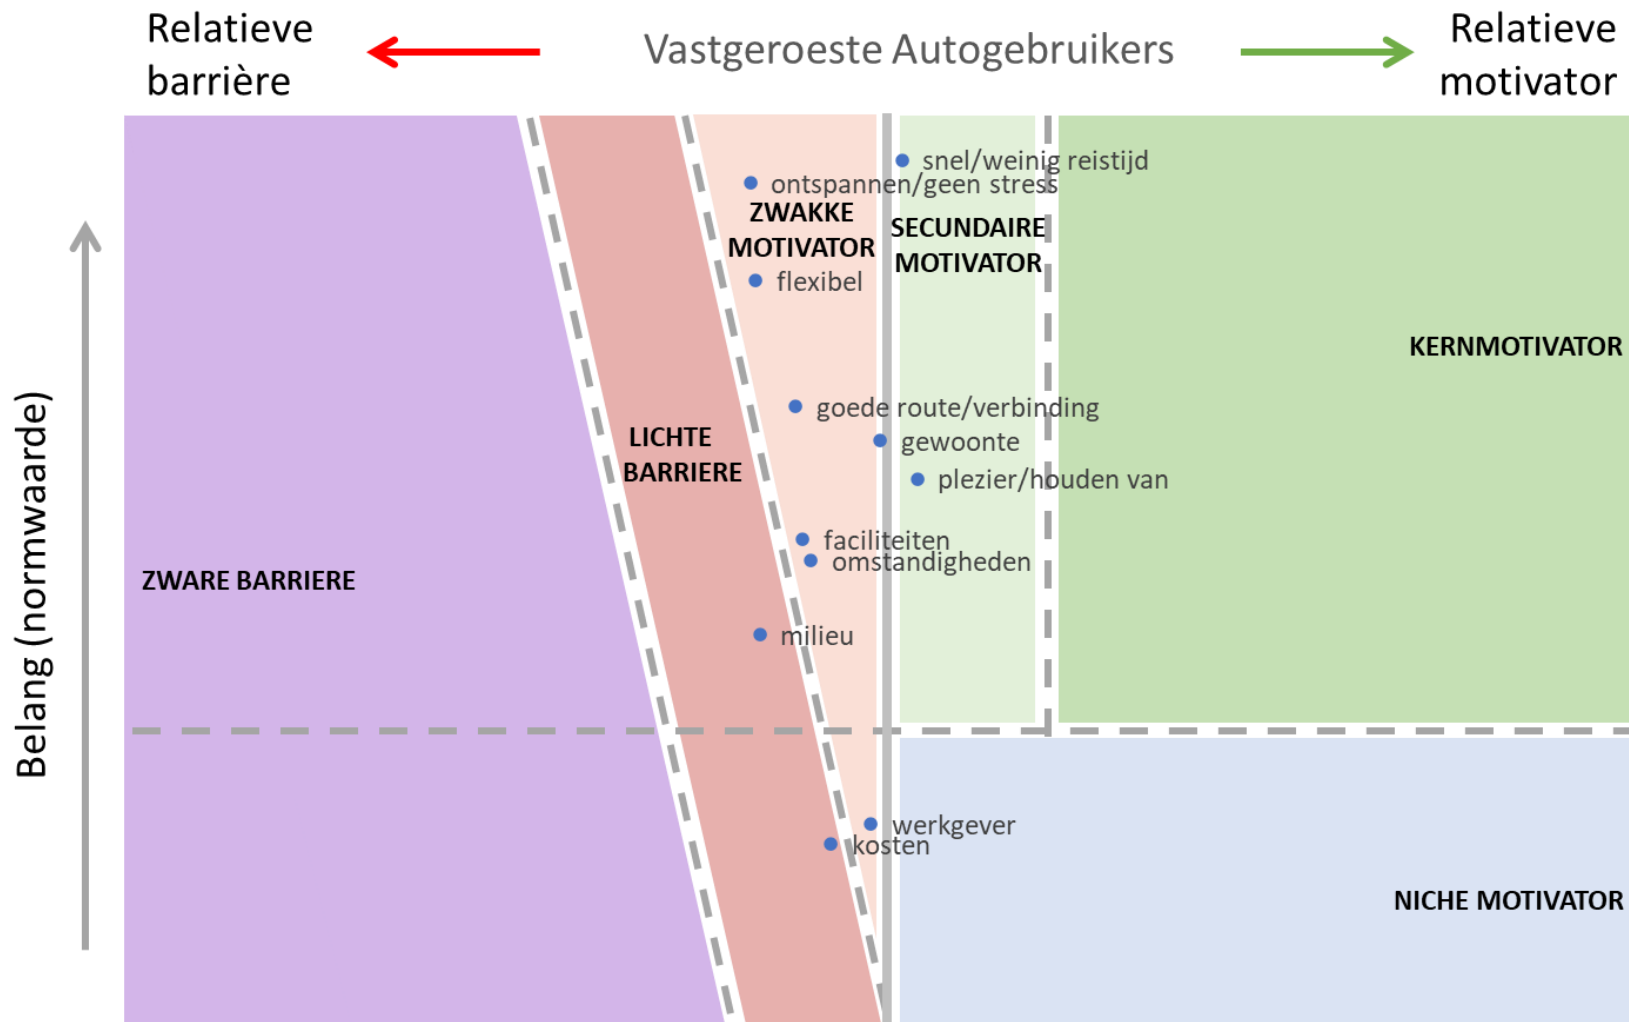 Relatieve
barrière
Vastgeroeste Autogebruikers
Relatieve
motivator
snel/weinig reistijd
ontspannen/geen stress
ZWAKKE
MOTIVATOR
SECUNDAIRE
MOTIVATOR
flexibel
KERNMOTIVATOR
goede route/verbinding
gewoonte
LICHTE
BARRIERE
plezier/houden van
faciliteiten
omstandigheden
ZWARE BARRIERE
milieu
Belang (normwaarde)
werkgever
kosten
NICHE MOTIVATOR